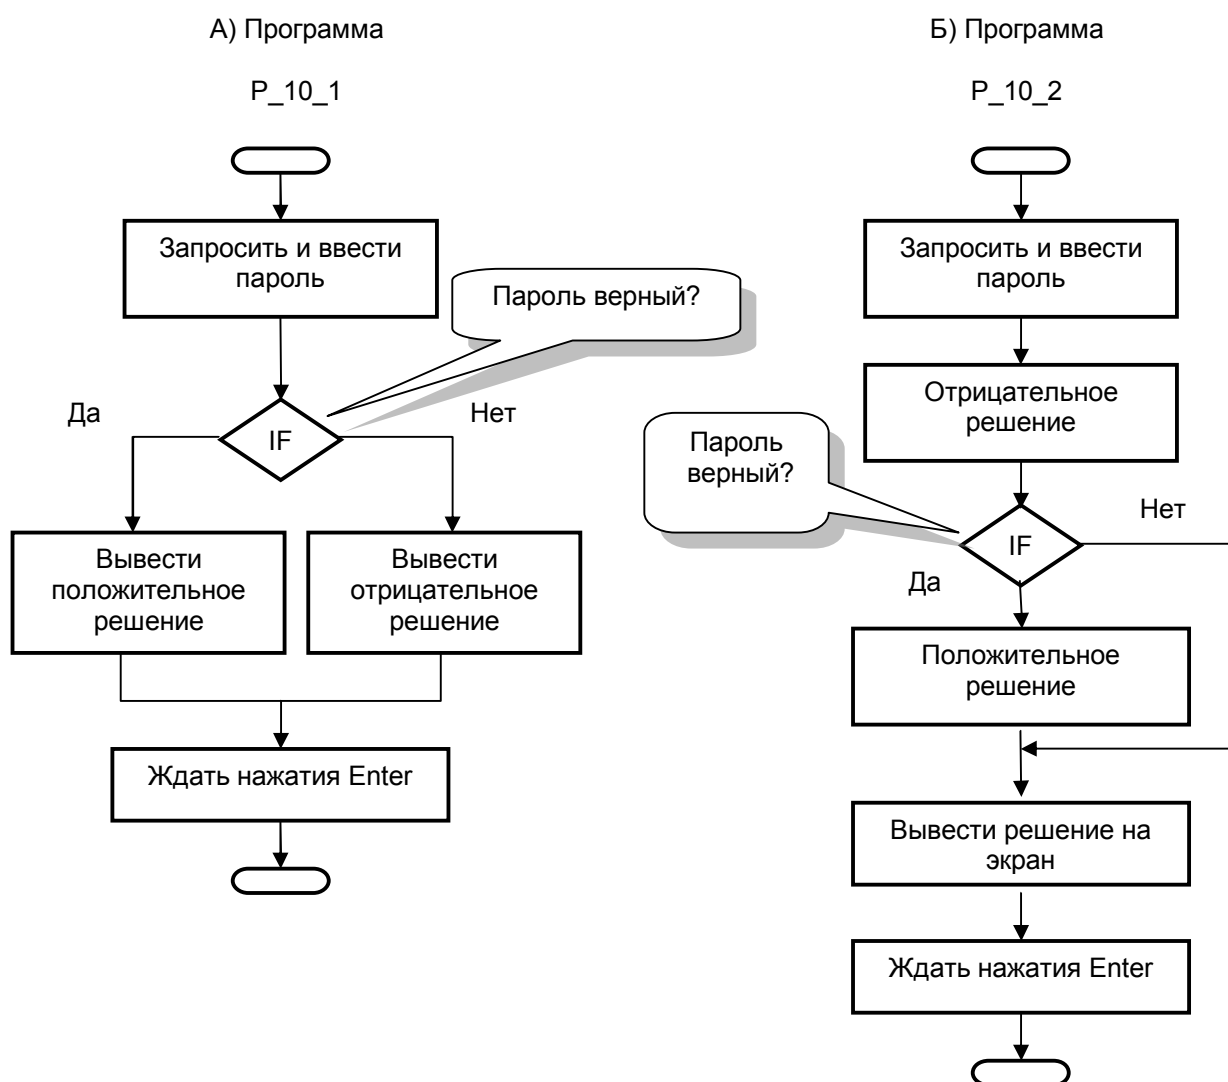 А) Программа
P_10_1
Запросить и ввести
пароль
Пароль верный?
Да
Нет
IF
Вывести
положительное
решение
Вывести
отрицательное
решение
Ждать нажатия Enter
Б) Программа
P_10_2
Запросить и ввести
пароль
Отрицательное
решение
Пароль
верный?
Нет
IF
Да
Положительное
решение
Вывести решение на
экран
Ждать нажатия Enter